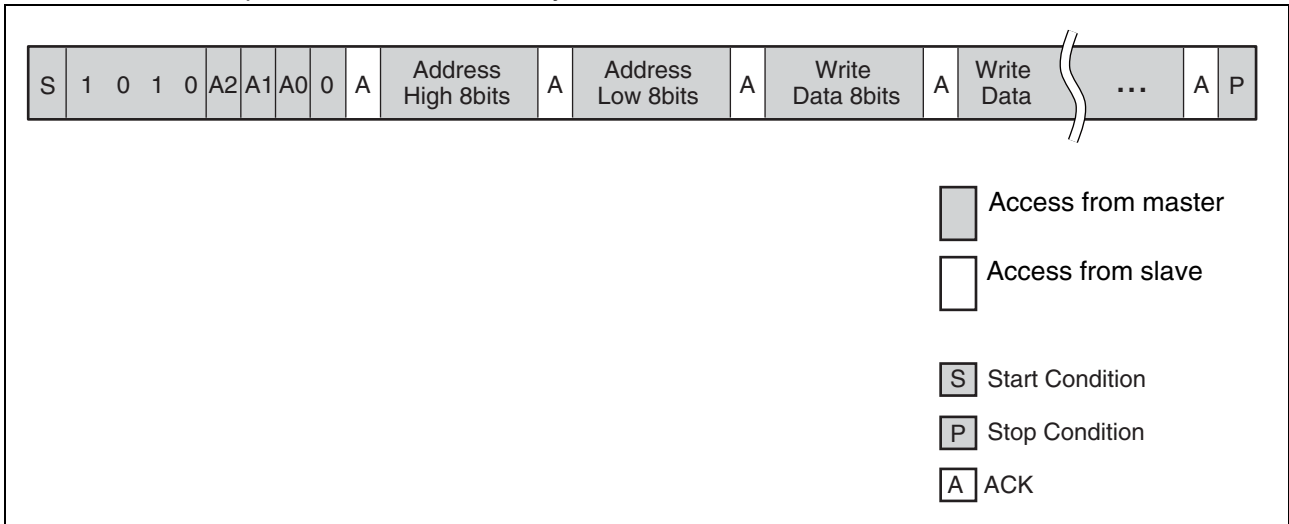 S 1 0 1 0 A2 A1 A0 0 A Address High 8bits A Address Low 8bits A Write Data 8bits A Write Data ... A P
Access from master
Access from slave
S Start Condition
P Stop Condition
A ACK